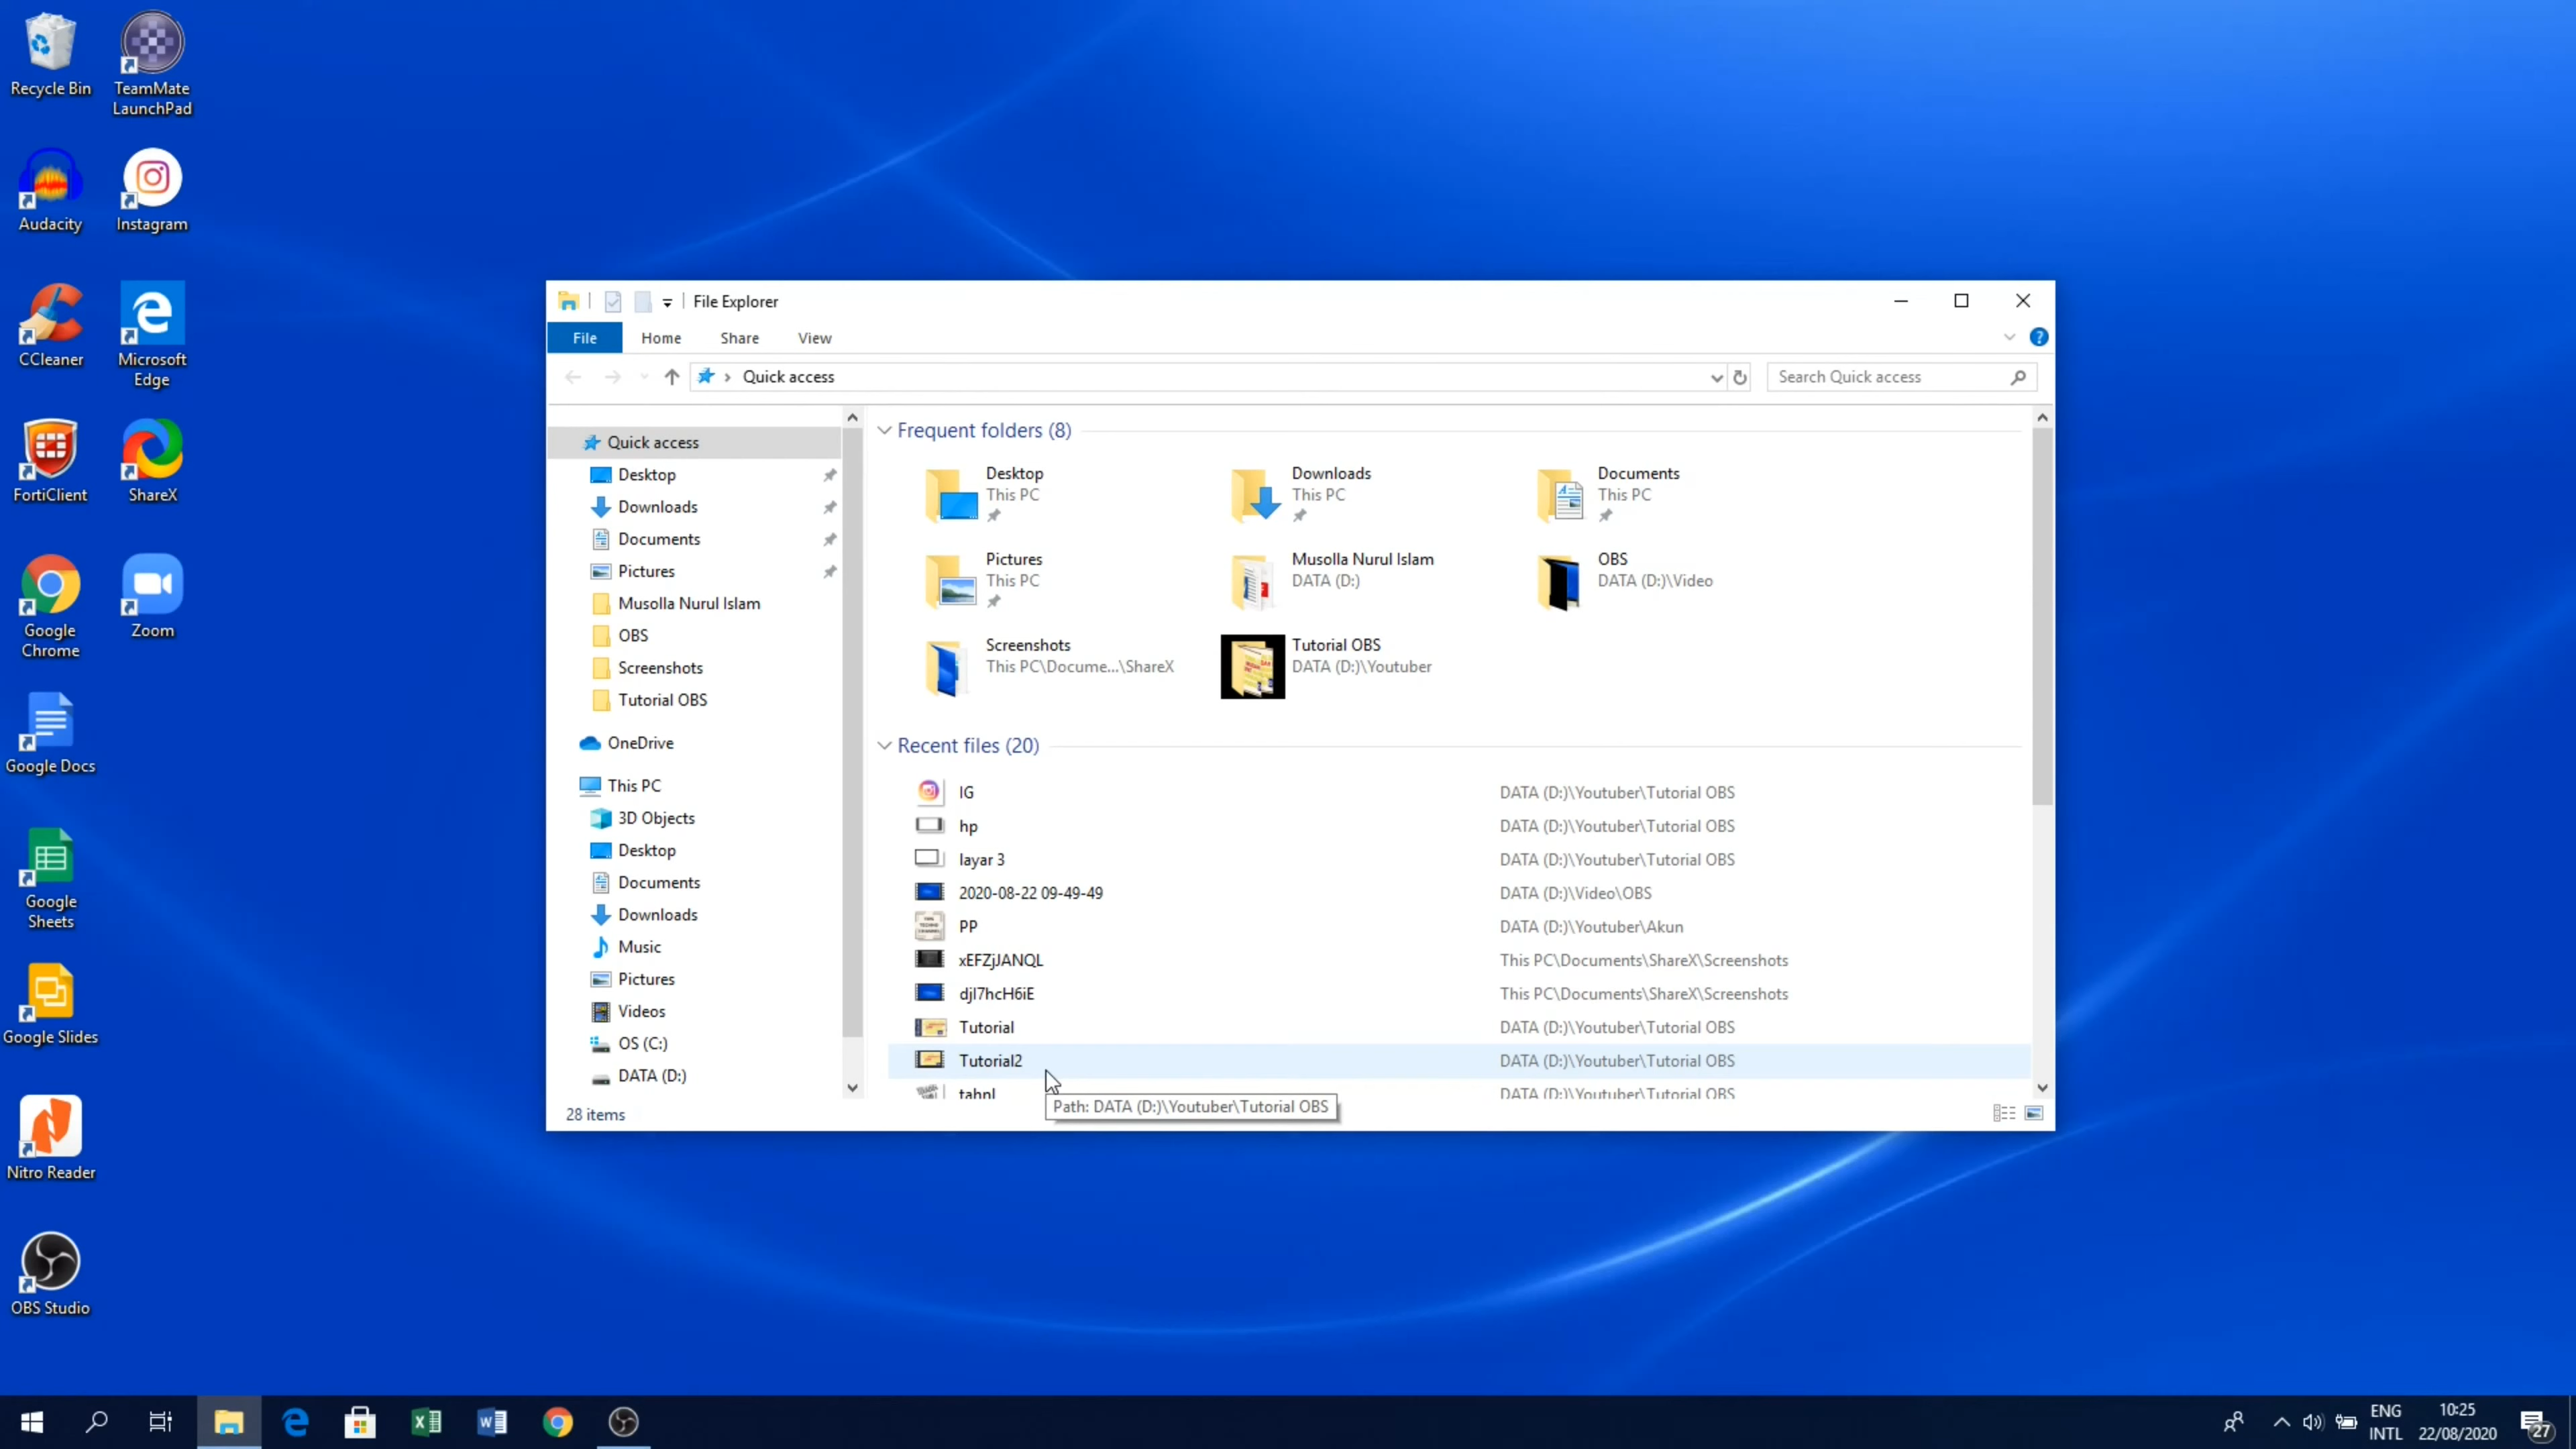 Recycle Bin
TeamMate
LaunchPad
Audacity
Instagram
CCleaner
Microsoft
Edge
FortiClient
ShareX
Google
Chrome
Zoom
Google Docs
Google
Sheets
Google Slides
Nitro Reader
OBS Studio
File Explorer
File
Home
Share
View
Quick access
Search Quick access
Quick access
Desktop
Downloads
Documents
Pictures
Musolla Nurul Islam
OBS
Screenshots
Tutorial OBS
OneDrive
This PC
3D Objects
Desktop
Documents
Downloads
Music
Pictures
Videos
OS (C:)
DATA (D:)
28 items
Frequent folders (8)
Desktop
This PC
Downloads
This PC
Documents
This PC
Pictures
This PC
Musolla Nurul Islam
DATA (D:)
OBS
DATA (D:)\Video
Screenshots
This PC\Docume...\ShareX
Tutorial OBS
DATA (D:)\Youtuber
Recent files (20)
IG DATA (D:)\Youtuber\Tutorial OBS
hp DATA (D:)\Youtuber\Tutorial OBS
layar 3 DATA (D:)\Youtuber\Tutorial OBS
2020-08-22 09-49-49 DATA (D:)\Video\OBS
PP DATA (D:)\Youtuber\Akun
xEFZjJANQL This PC\Documents\ShareX\Screenshots
This PC\Documents\ShareX\Screenshots
Tutorial DATA (D:)\Youtuber\Tutorial OBS
Tutorial2 DATA (D:)\Youtuber\Tutorial OBS
DATA (D:)\Youtuber\Tutorial OBS
Path: DATA (D:)\Youtuber\Tutorial OBS
ENG
INTL
10:25
22/08/2020
27